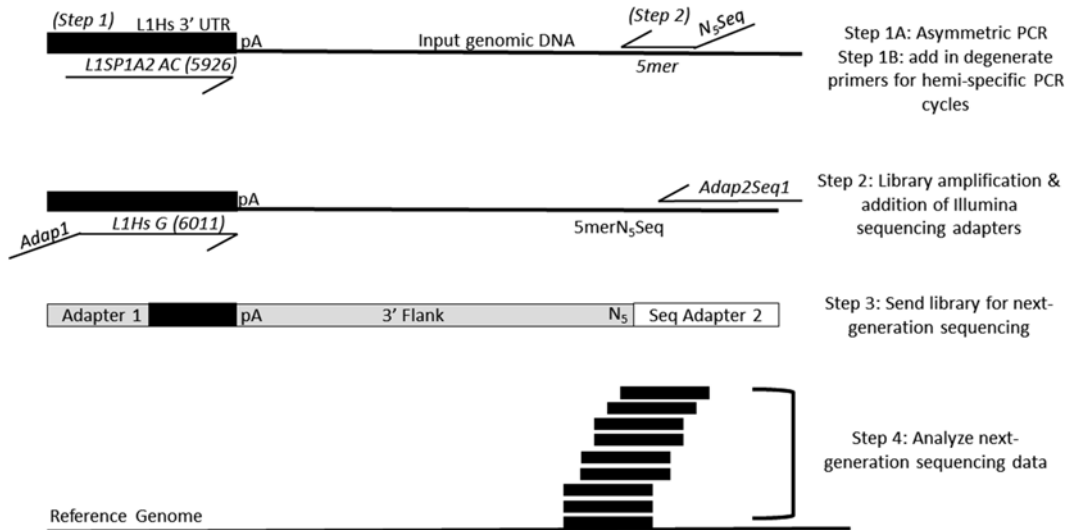 (Step 1)
L1Hs 3' UTR
pA
L1SP1A2 AC (5926)
Input genomic DNA
(Step 2)
N₅Seq
5mer
Step 1A: Asymmetric PCR
Step 1B: add in degenerate
primers for hemi-specific PCR
cycles
pA
Adap1
L1Hs G (6011)
Adap2Seq1
5merN₅Seq
Step 2: Library amplification &
addition of Illumina
sequencing adapters
Adapter 1
pA
3' Flank
N₅
Seq Adapter 2
Step 3: Send library for next-
generation sequencing
Step 4: Analyze next-
generation sequencing data
Reference Genome